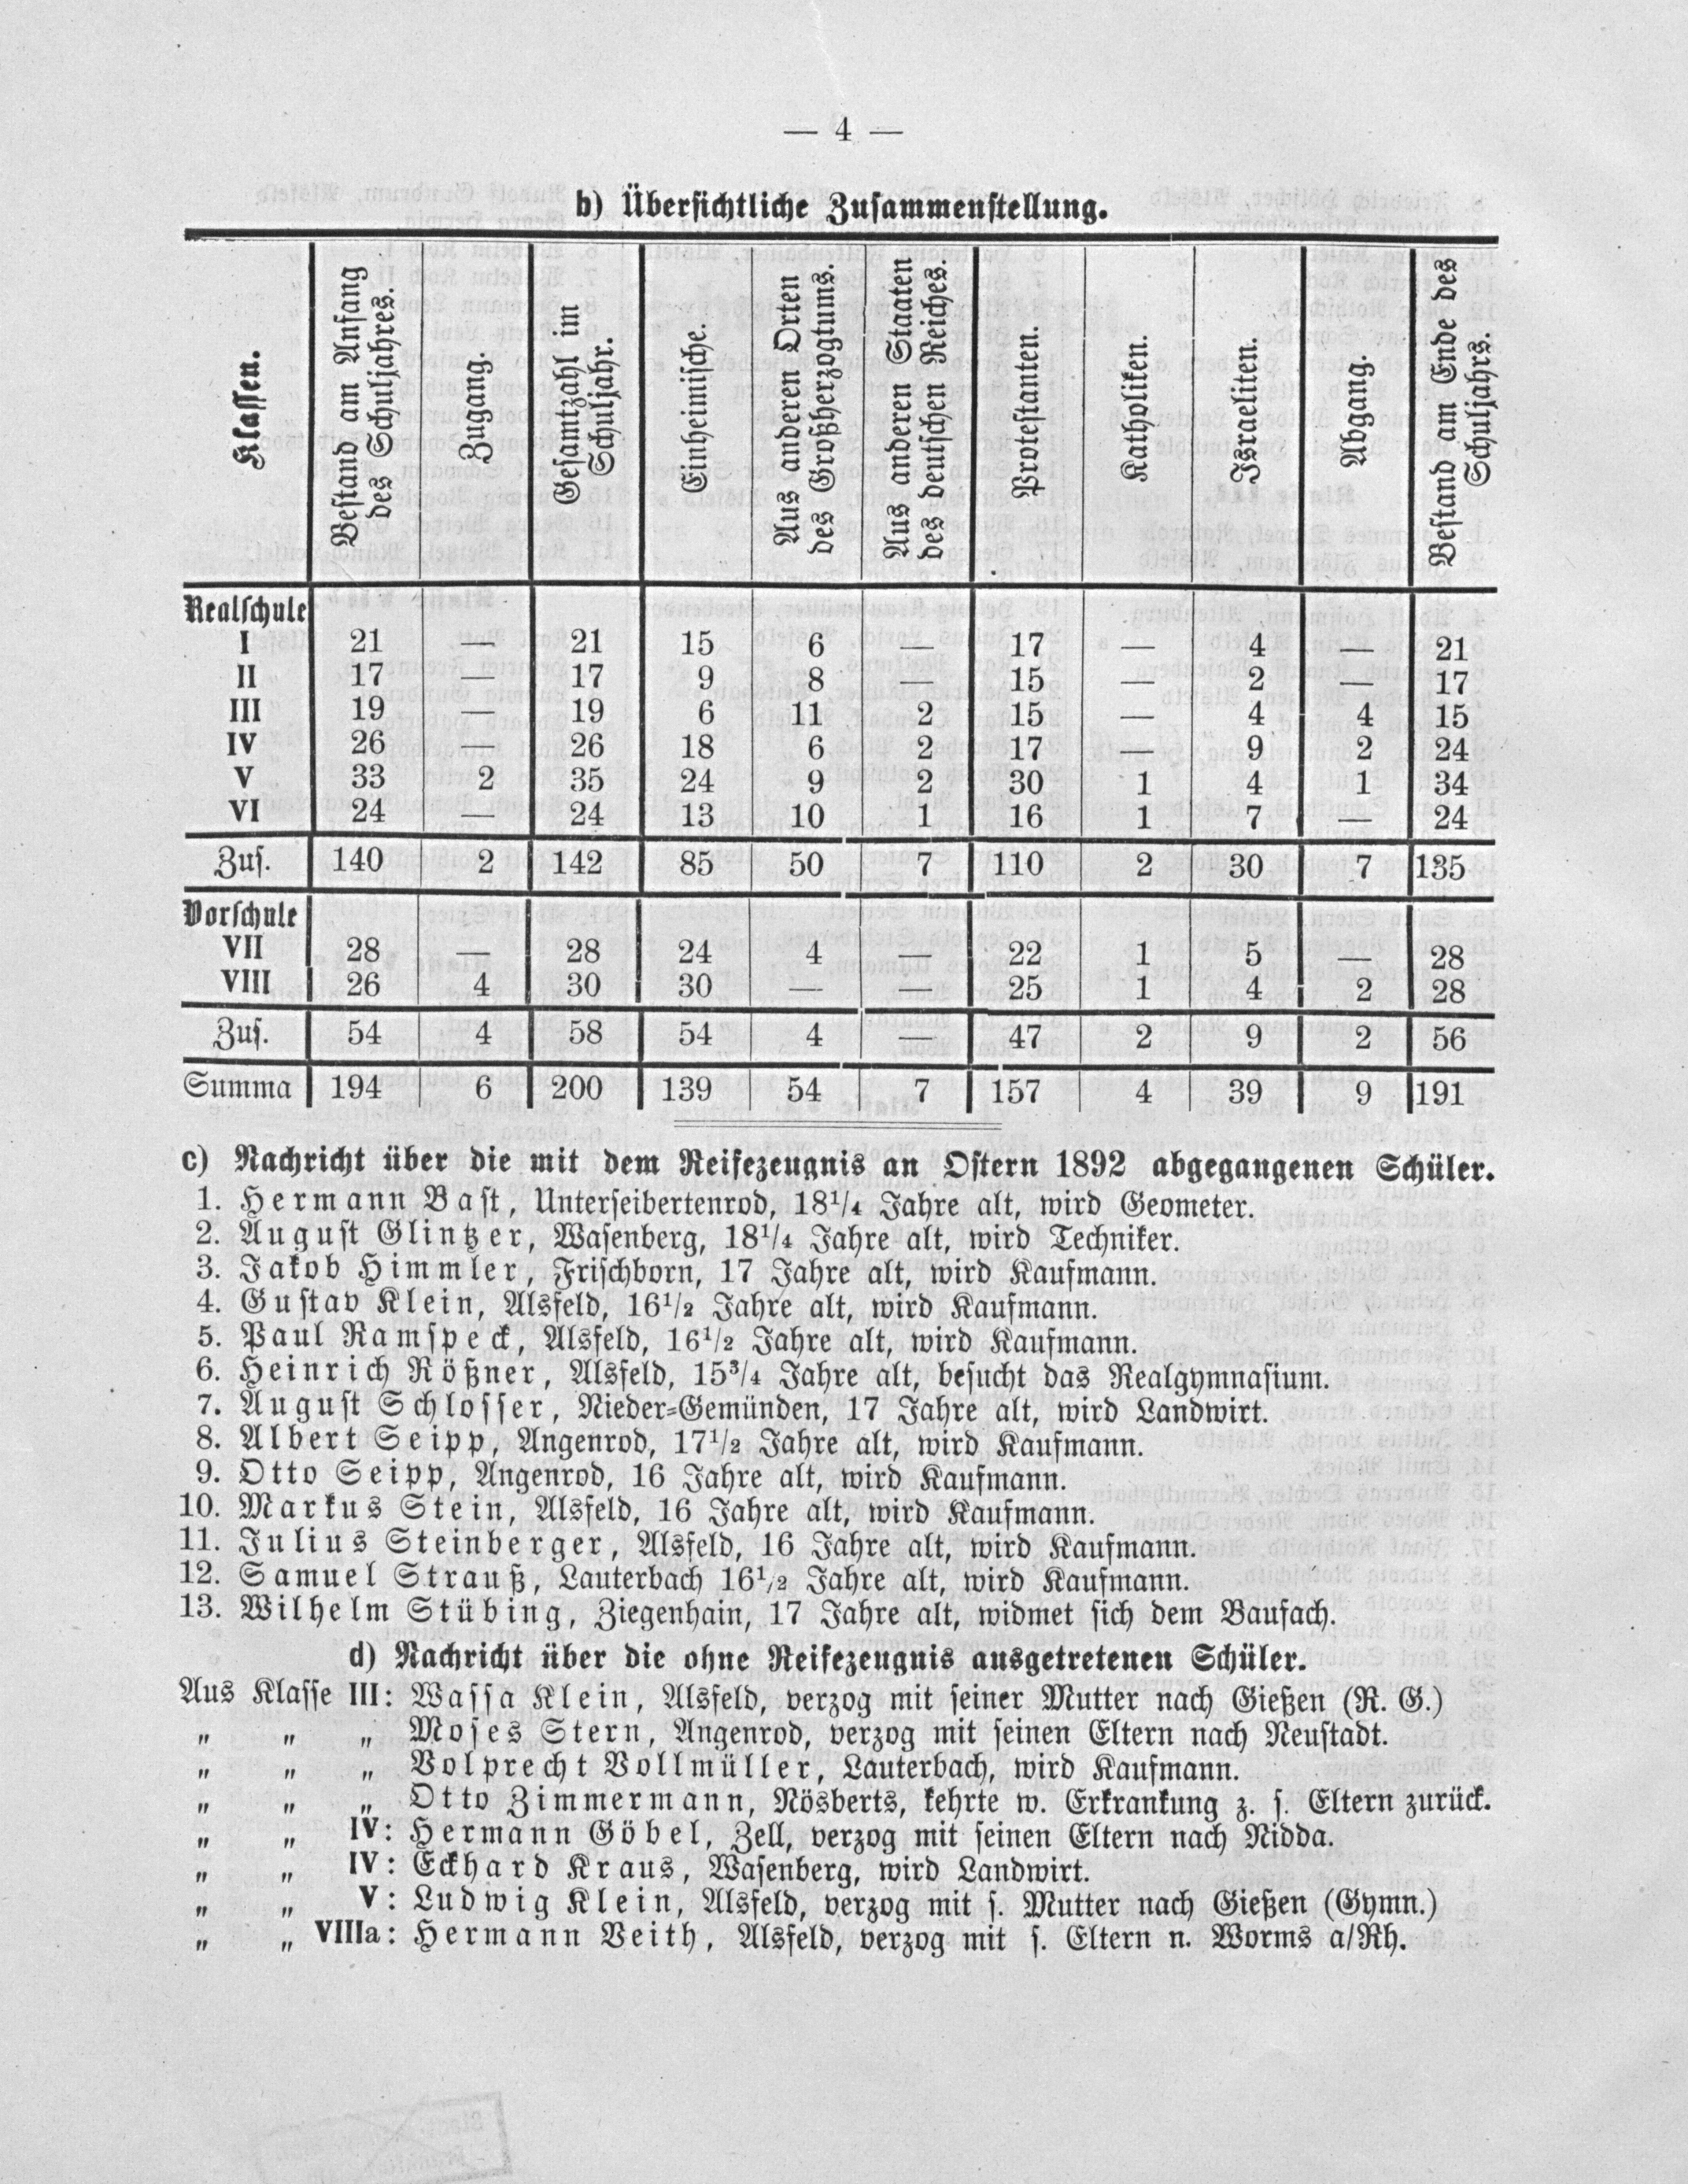 — 4 —
b) Übersichtliche Zusammenstellung.
Klassen. Bestand am Anfang des Schuljahres. Zugang. Gesamtzahl im Schuljahr. Einheimische. Aus anderen Orten des Großherzogtums. Aus anderen Staaten des deutschen Reiches. Protestanten. Katholiken. Israeliten. Abgang. Bestand am Ende des Schuljahrs.
Realschule
I 21 — 21 15 6 — 17 — 4 — 21
II 17 — 17 9 8 — 15 — 2 — 17
III 19 — 19 6 11 2 15 — 4 4 15
IV 26 — 26 18 6 2 17 — 9 2 24
V 33 2 35 24 9 2 30 1 4 1 34
VI 24 — 24 13 10 1 16 1 7 — 24
Zus. 140 2 142 85 50 7 110 2 30 7 135
Vorschule
VII 28 — 28 24 4 — 22 1 5 — 28
VIII 26 4 30 30 — — 25 1 4 2 28
Zus. 54 4 58 54 4 — 47 2 9 2 56
Summa 194 6 200 139 54 7 157 4 39 9 191
c) Nachricht über die mit dem Reifezeugnis an Ostern 1892 abgegangenen Schüler.
1. Hermann Bast, Unterseibertenrod, 18¹/₄ Jahre alt, wird Geometer.
2. August Glintzer, Wasenberg, 18¹/₄ Jahre alt, wird Techniker.
3. Jakob Himmler, Frischborn, 17 Jahre alt, wird Kaufmann.
4. Gustav Klein, Alsfeld, 16¹/₂ Jahre alt, wird Kaufmann.
5. Paul Ramspeck, Alsfeld, 16¹/₂ Jahre alt, wird Kaufmann.
6. Heinrich Rößner, Alsfeld, 15³/₄ Jahre alt, besucht das Realgymnasium.
7. August Schlosser, Nieder-Gemünden, 17 Jahre alt, wird Landwirt.
8. Albert Seipp, Angenrod, 17¹/₂ Jahre alt, wird Kaufmann.
9. Otto Seipp, Angenrod, 16 Jahre alt, wird Kaufmann.
10. Markus Stein, Alsfeld, 16 Jahre alt, wird Kaufmann.
11. Julius Steinberger, Alsfeld, 16 Jahre alt, wird Kaufmann.
12. Samuel Strauß, Lauterbach 16¹/₂ Jahre alt, wird Kaufmann.
13. Wilhelm Stübing, Ziegenhain, 17 Jahre alt, widmet sich dem Baufach.
d) Nachricht über die ohne Reifezeugnis ausgetretenen Schüler.
Aus Klasse III: Wassa Klein, Alsfeld, verzog mit seiner Mutter nach Gießen (R. G.)
„ „ „ Moses Stern, Angenrod, verzog mit seinen Eltern nach Neustadt.
„ „ „ Volprecht Vollmüller, Lauterbach, wird Kaufmann.
„ „ „ Otto Zimmermann, Nösberts, kehrte w. Erkrankung z. s. Eltern zurück.
„ „ IV: Hermann Göbel, Zell, verzog mit seinen Eltern nach Nidda.
„ „ IV: Eckhard Kraus, Wasenberg, wird Landwirt.
„ „ V: Ludwig Klein, Alsfeld, verzog mit s. Mutter nach Gießen (Gymn.)
„ „ VIIIa: Hermann Veith, Alsfeld, verzog mit s. Eltern n. Worms a/Rh.